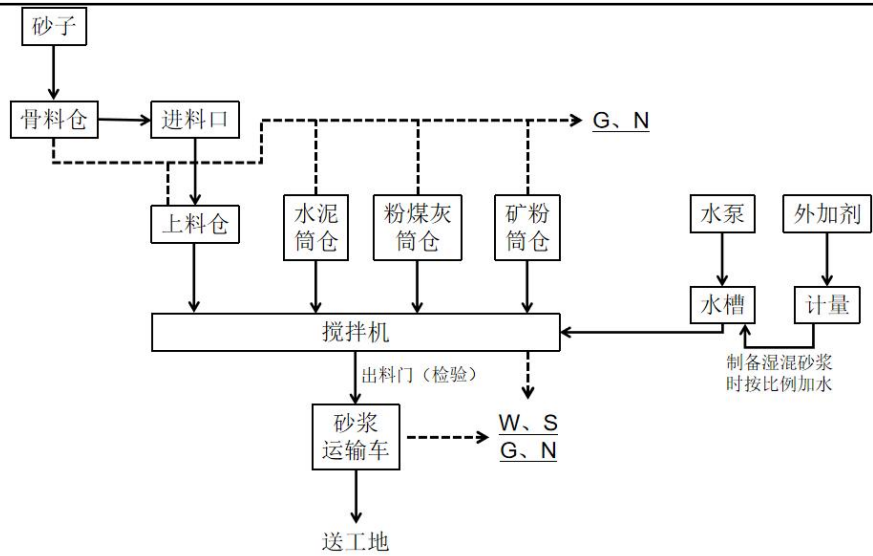 砂子
骨料仓
进料口
G、N
上料仓
水泥
筒仓
粉煤灰
筒仓
矿粉
筒仓
水泵
外加剂
水槽
计量
搅拌机
制备湿混砂浆
时按比例加水
出料门（检验）
砂浆
运输车
W、S
G、N
送工地